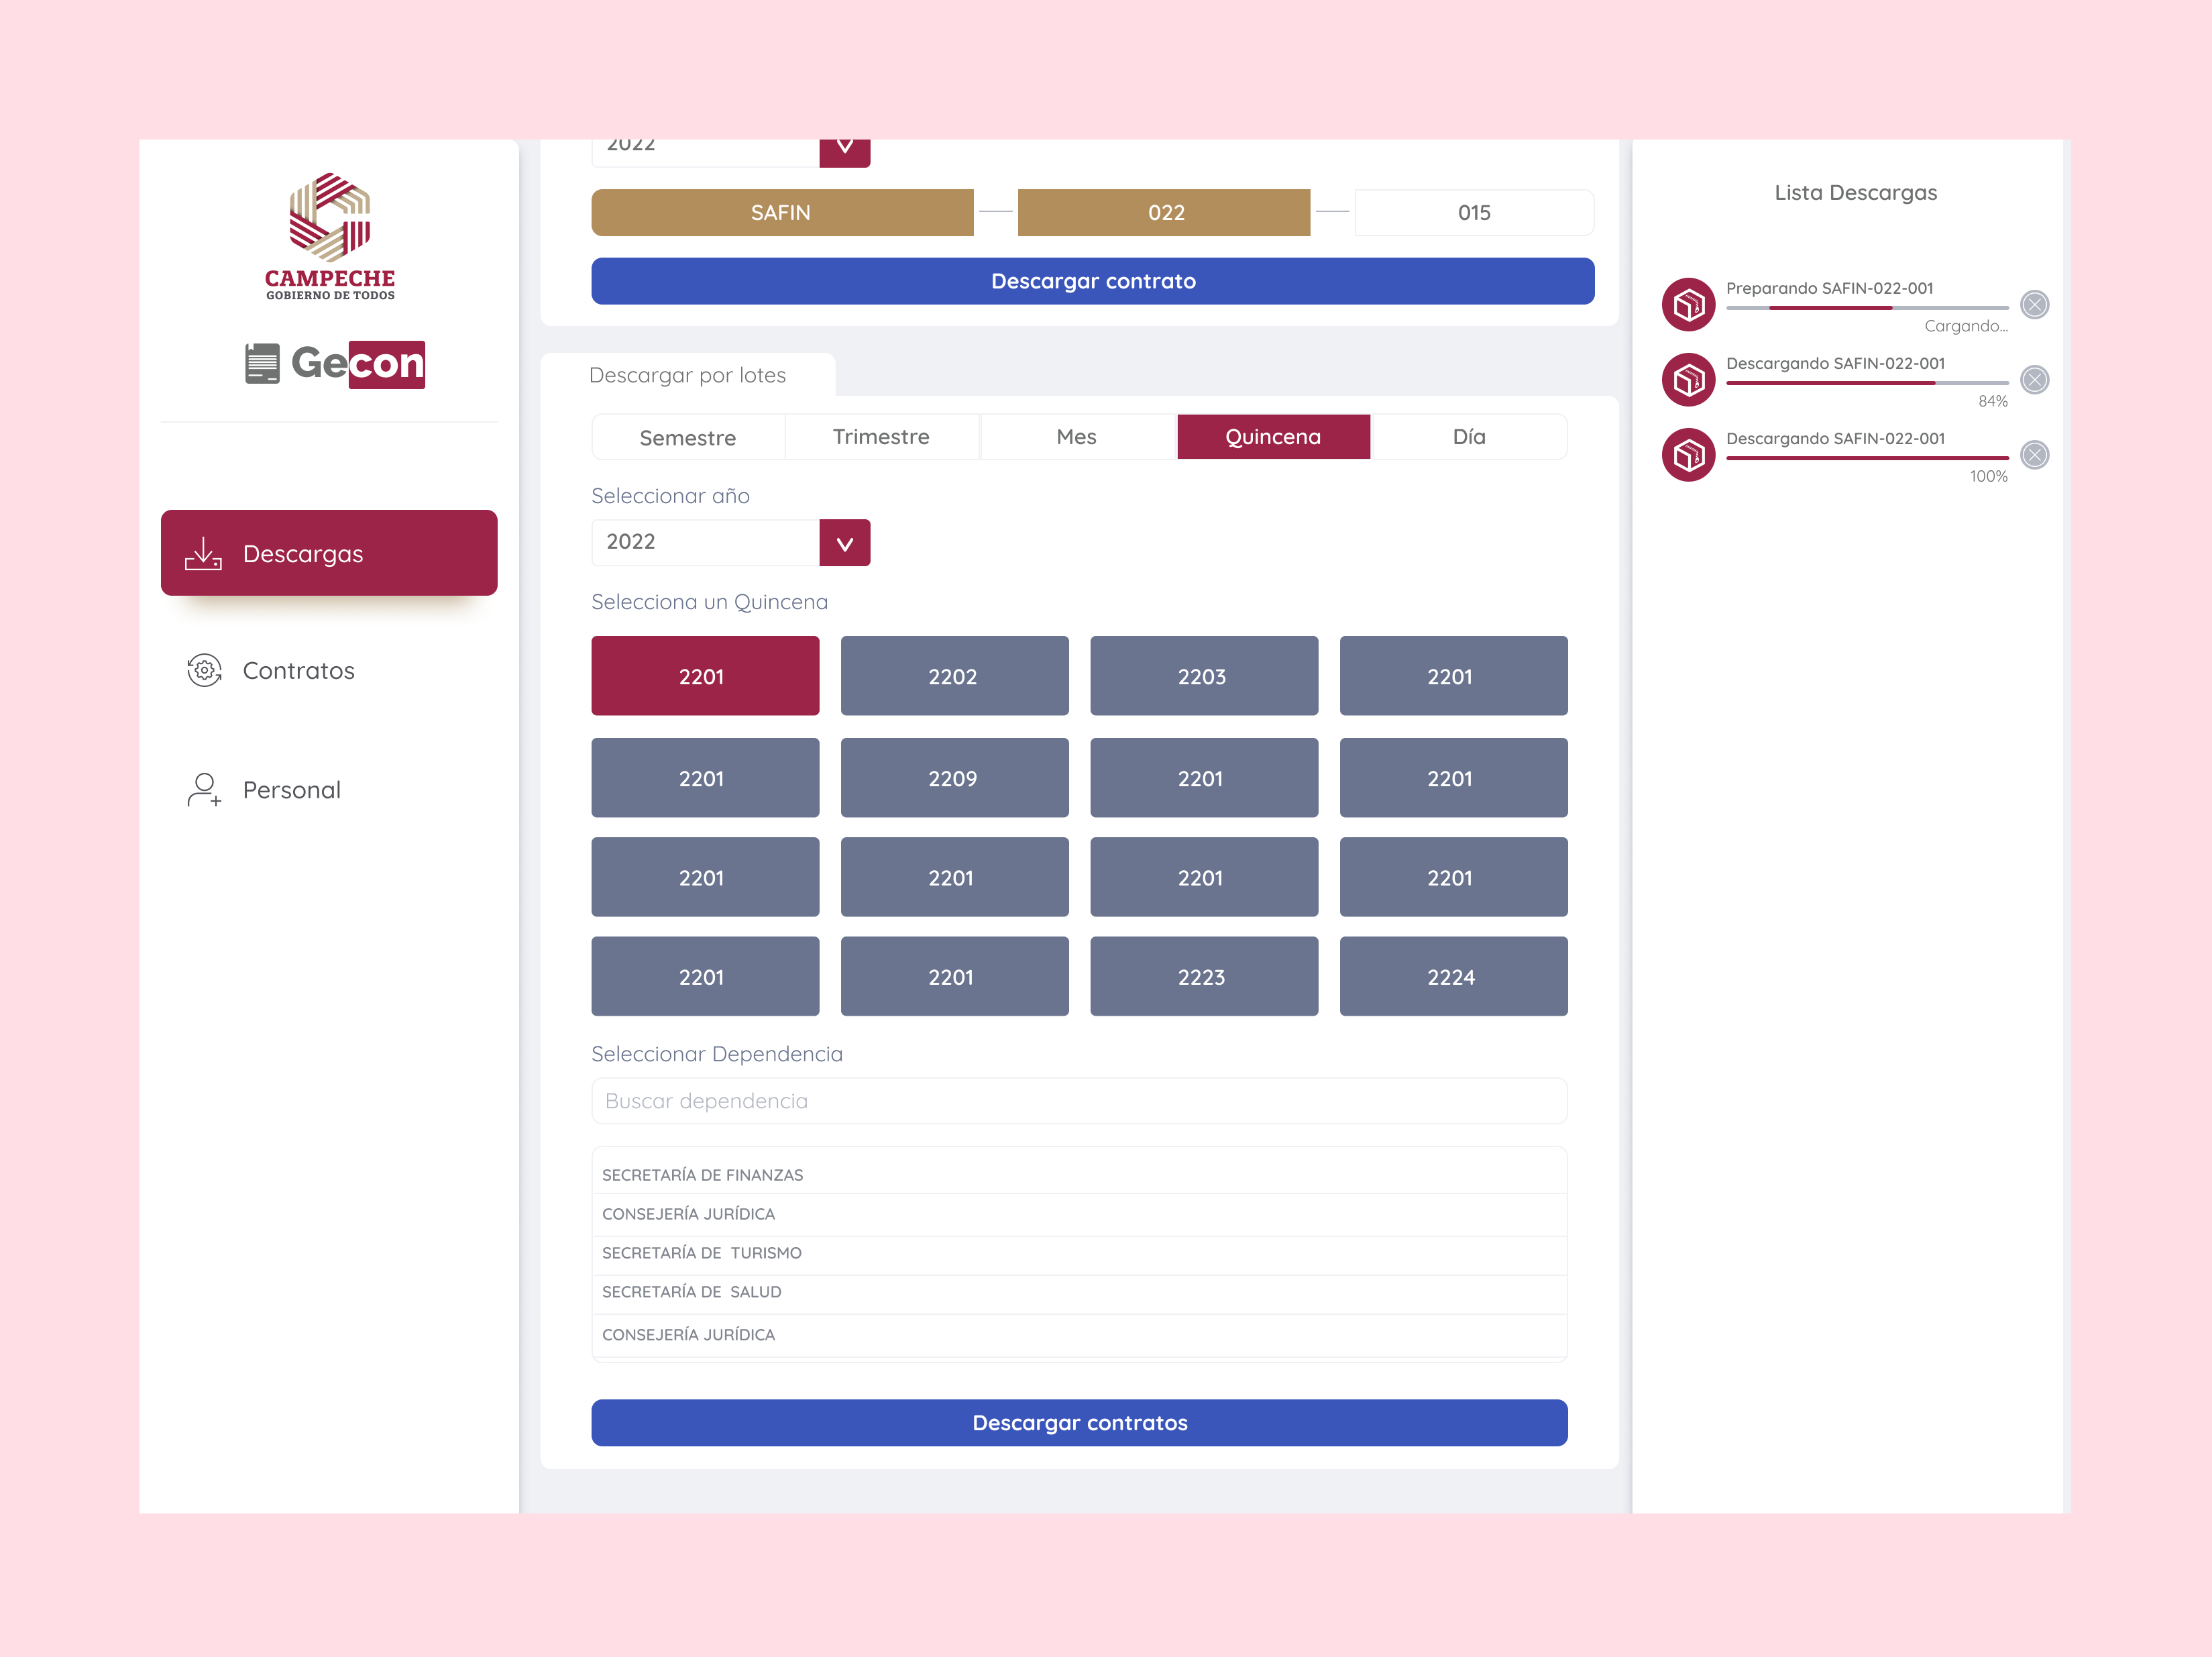 CAMPECHE
GOBIERNO DE TODOS
Gecon
Descargas
Contratos
Personal
2022
SAFIN
022
015
Descargar contrato
Descargar por lotes
Semestre
Trimestre
Mes
Quincena
Día
Seleccionar año
2022
Selecciona un Quincena
2201
2202
2203
2201
2201
2209
2201
2201
2201
2201
2201
2201
2201
2201
2223
2224
Seleccionar Dependencia
Buscar dependencia
SECRETARÍA DE FINANZAS
CONSEJERÍA JURÍDICA
SECRETARÍA DE  TURISMO
SECRETARÍA DE  SALUD
CONSEJERÍA JURÍDICA
Descargar contratos
Lista Descargas
Preparando SAFIN-022-001
Cargando...
Descargando SAFIN-022-001
84%
Descargando SAFIN-022-001
100%